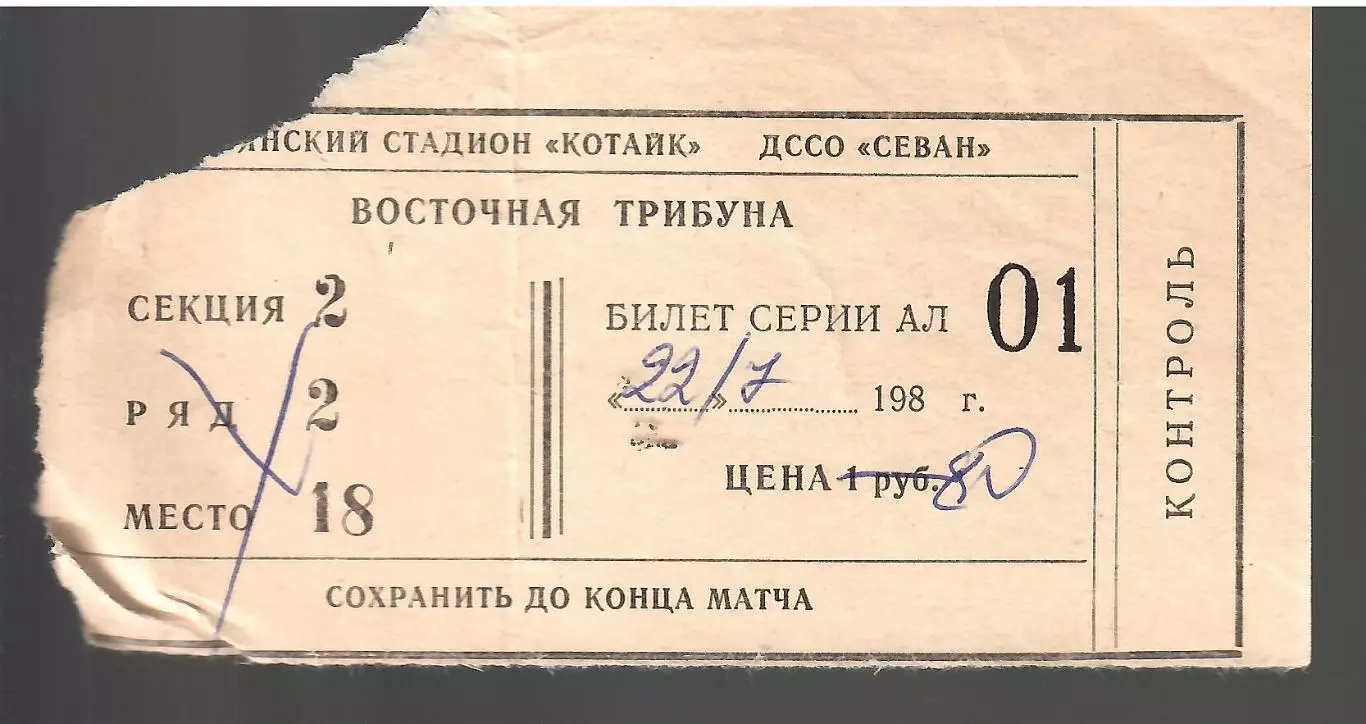 ЯНСКИЙ СТАДИОН «КОТАЙК» ДССО «СЕВАН»
ВОСТОЧНАЯ ТРИБУНА
СЕКЦИЯ 2
РЯД 2
МЕСТО 18
БИЛЕТ СЕРИИ АЛ 01
«22/» 7 198 г.
ЦЕНА 1 руб. 80
СОХРАНИТЬ ДО КОНЦА МАТЧА
КОНТРОЛЬ